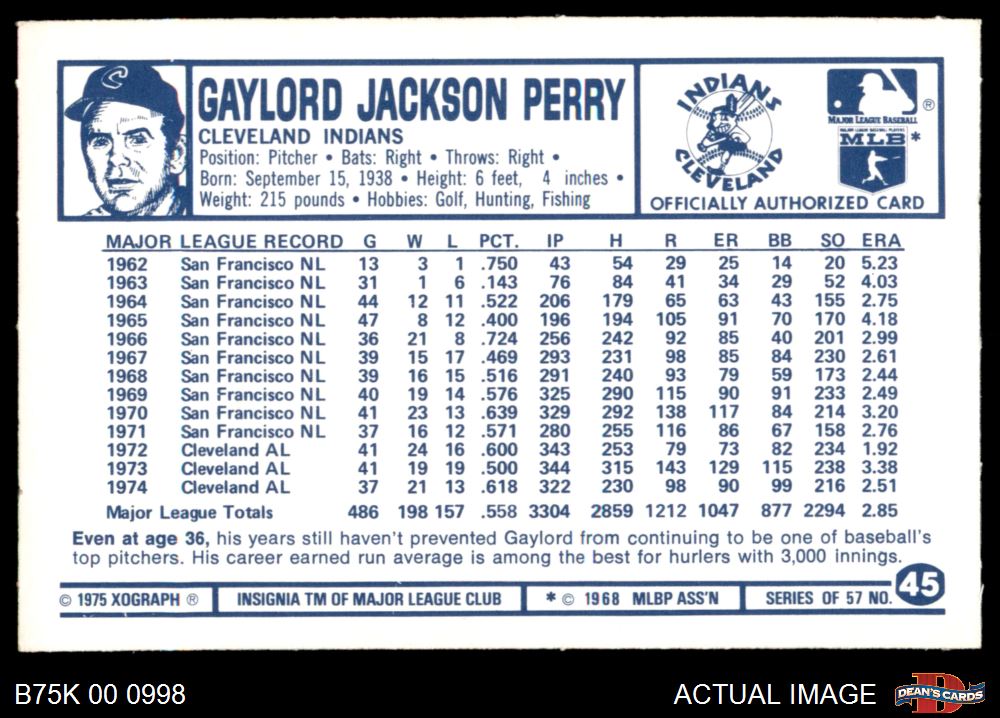 GAYLORD JACKSON PERRY
CLEVELAND INDIANS
Position: Pitcher • Bats: Right • Throws: Right •
Born: September 15, 1938 • Height: 6 feet, 4 inches •
Weight: 215 pounds • Hobbies: Golf, Hunting, Fishing
C
INDIANS
CLEVELAND
®
MAJOR LEAGUE BASEBALL
MAJOR LEAGUE BASEBALL PLAYERS
MLB *
OFFICIALLY AUTHORIZED CARD
MAJOR LEAGUE RECORD G W L PCT. IP H R ER BB SO ERA
1962 San Francisco NL 13 3 1 .750 43 54 29 25 14 20 5.23
1963 San Francisco NL 31 1 6 .143 76 84 41 34 29 52 4.03
1964 San Francisco NL 44 12 11 .522 206 179 65 63 43 155 2.75
1965 San Francisco NL 47 8 12 .400 196 194 105 91 70 170 4.18
1966 San Francisco NL 36 21 8 .724 256 242 92 85 40 201 2.99
1967 San Francisco NL 39 15 17 .469 293 231 98 85 84 230 2.61
1968 San Francisco NL 39 16 15 .516 291 240 93 79 59 173 2.44
1969 San Francisco NL 40 19 14 .576 325 290 115 90 91 233 2.49
1970 San Francisco NL 41 23 13 .639 329 292 138 117 84 214 3.20
1971 San Francisco NL 37 16 12 .571 280 255 116 86 67 158 2.76
1972 Cleveland AL 41 24 16 .600 343 253 79 73 82 234 1.92
1973 Cleveland AL 41 19 19 .500 344 315 143 129 115 238 3.38
1974 Cleveland AL 37 21 13 .618 322 230 98 90 99 216 2.51
Major League Totals 486 198 157 .558 3304 2859 1212 1047 877 2294 2.85
Even at age 36, his years still haven't prevented Gaylord from continuing to be one of baseball's
top pitchers. His career earned run average is among the best for hurlers with 3,000 innings.
© 1975 XOGRAPH ® INSIGNIA TM OF MAJOR LEAGUE CLUB * © 1968 MLBP ASS'N SERIES OF 57 NO. 45
B75K 00 0998 ACTUAL IMAGE DEAN'S CARDS